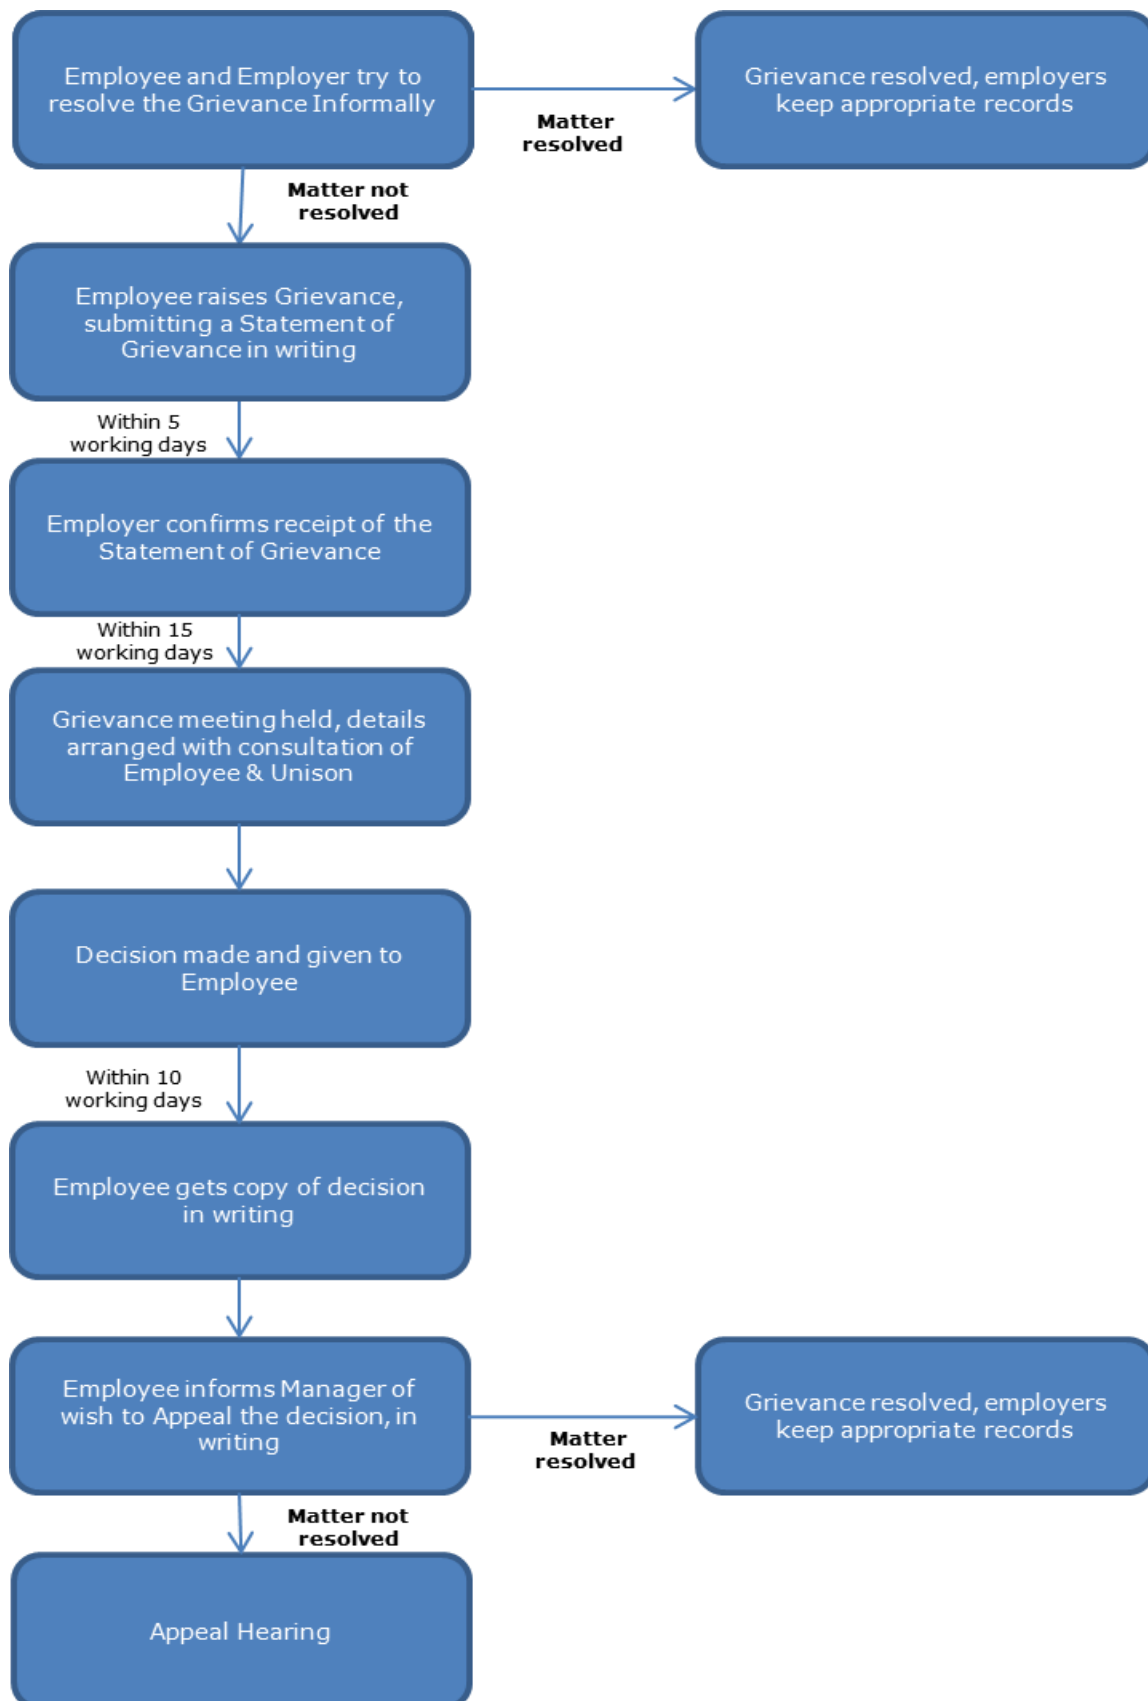 Employee and Employer try to
resolve the Grievance Informally
Matter
resolved
Grievance resolved, employers
keep appropriate records
Matter not
resolved
Employee raises Grievance,
submitting a Statement of
Grievance in writing
Within 5
working days
Employer confirms receipt of the
Statement of Grievance
Within 15
working days
Grievance meeting held, details
arranged with consultation of
Employee & Unison
Decision made and given to
Employee
Within 10
working days
Employee gets copy of decision
in writing
Employee informs Manager of
wish to Appeal the decision, in
writing
Matter
resolved
Grievance resolved, employers
keep appropriate records
Matter not
resolved
Appeal Hearing